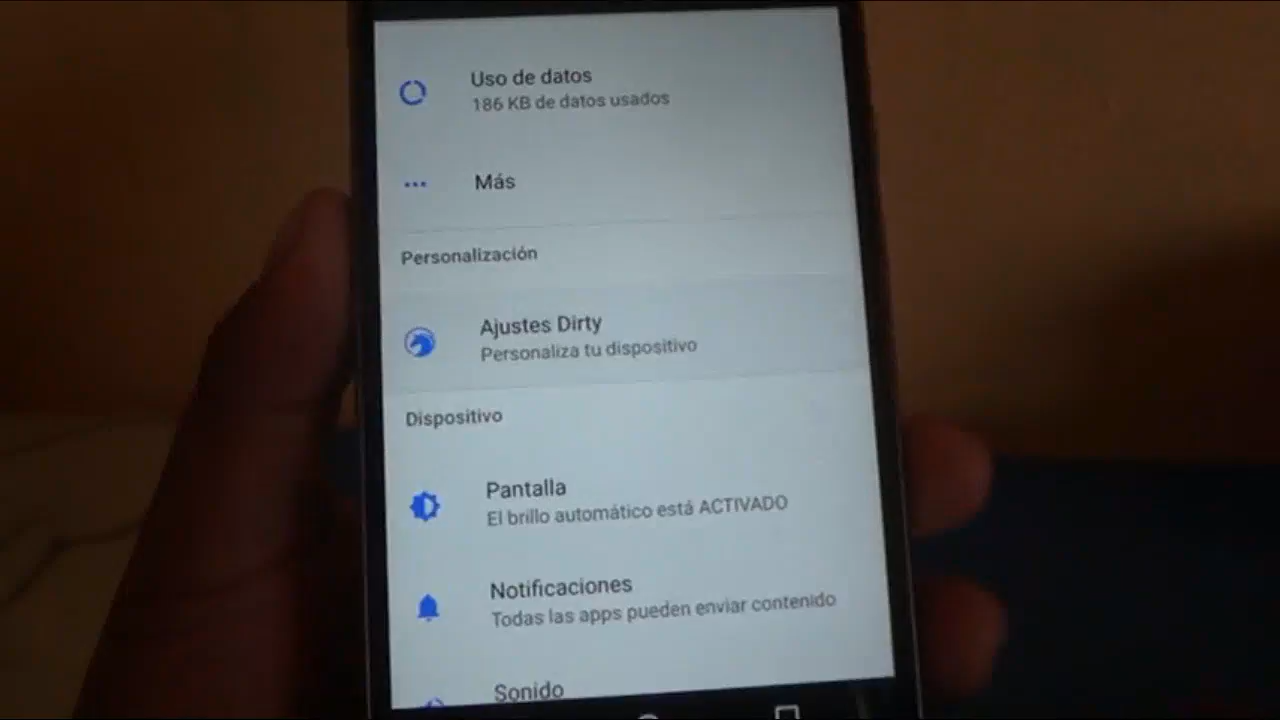 Uso de datos
186 KB de datos usados
Más
Personalización
Ajustes Dirty
Personaliza tu dispositivo
Dispositivo
Pantalla
El brillo automático está ACTIVADO
Notificaciones
Todas las apps pueden enviar contenido
Sonido